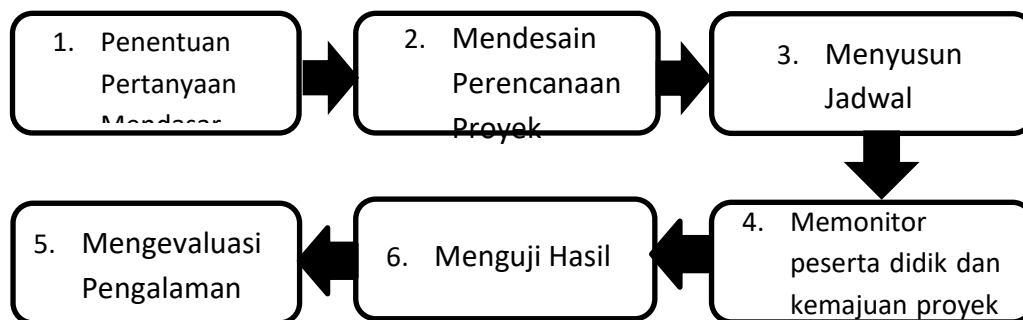 1. Penentuan
Pertanyaan
Mendasar
2. Mendesain
Perencanaan
Proyek
3. Menyusun
Jadwal
4. Memonitor
peserta didik dan
kemajuan proyek
6. Menguji Hasil
5. Mengevaluasi
Pengalaman